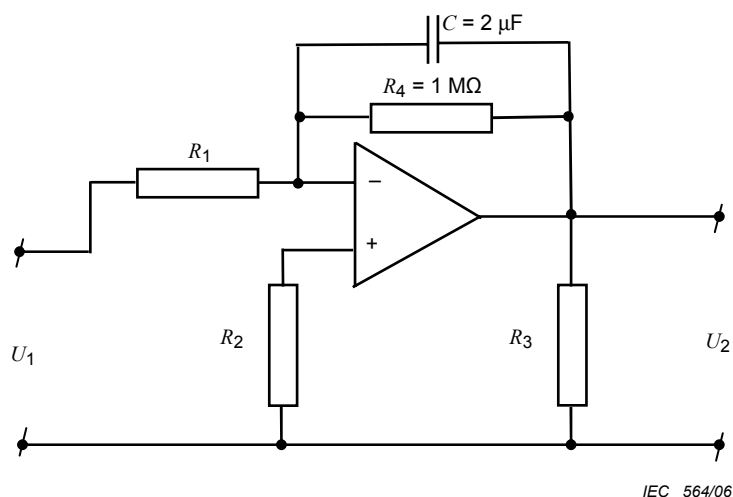 C = 2 μF
R4 = 1 MΩ
R1
–
+
R2
R3
U1
U2
IEC 564/06